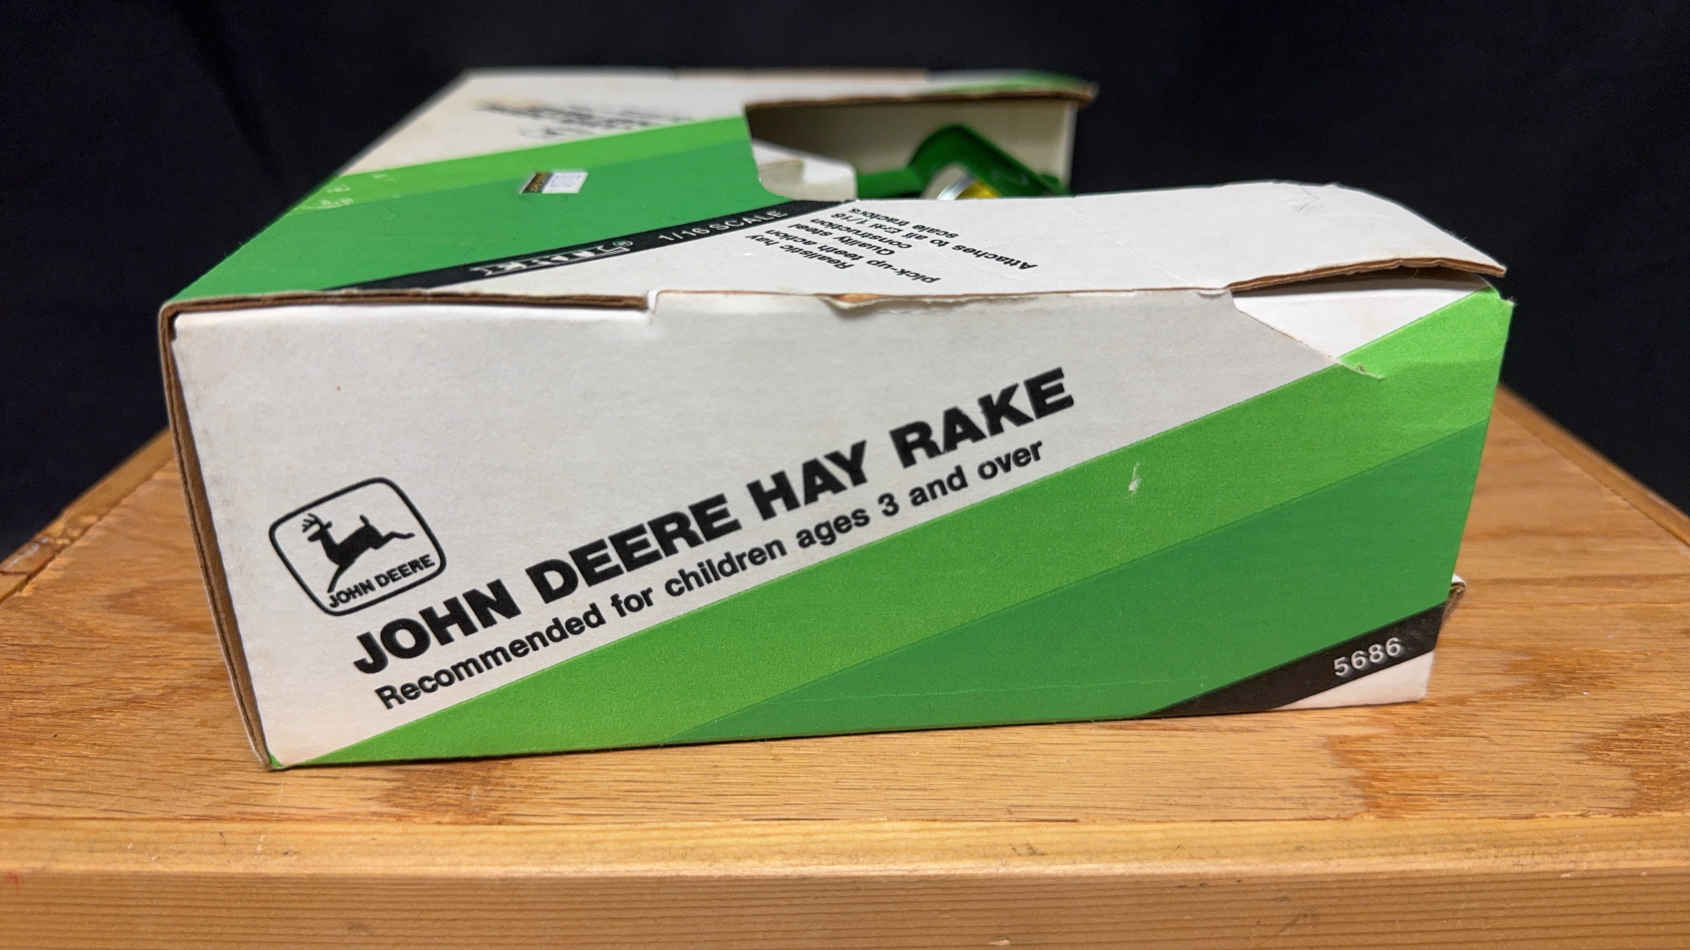 1/16 SCALE
Realistic hay
pick-up teeth action
Quality steel
construction
Attaches to all Ertl 1/16
scale tractors
JOHN DEERE
JOHN DEERE HAY RAKE
Recommended for children ages 3 and over
5686